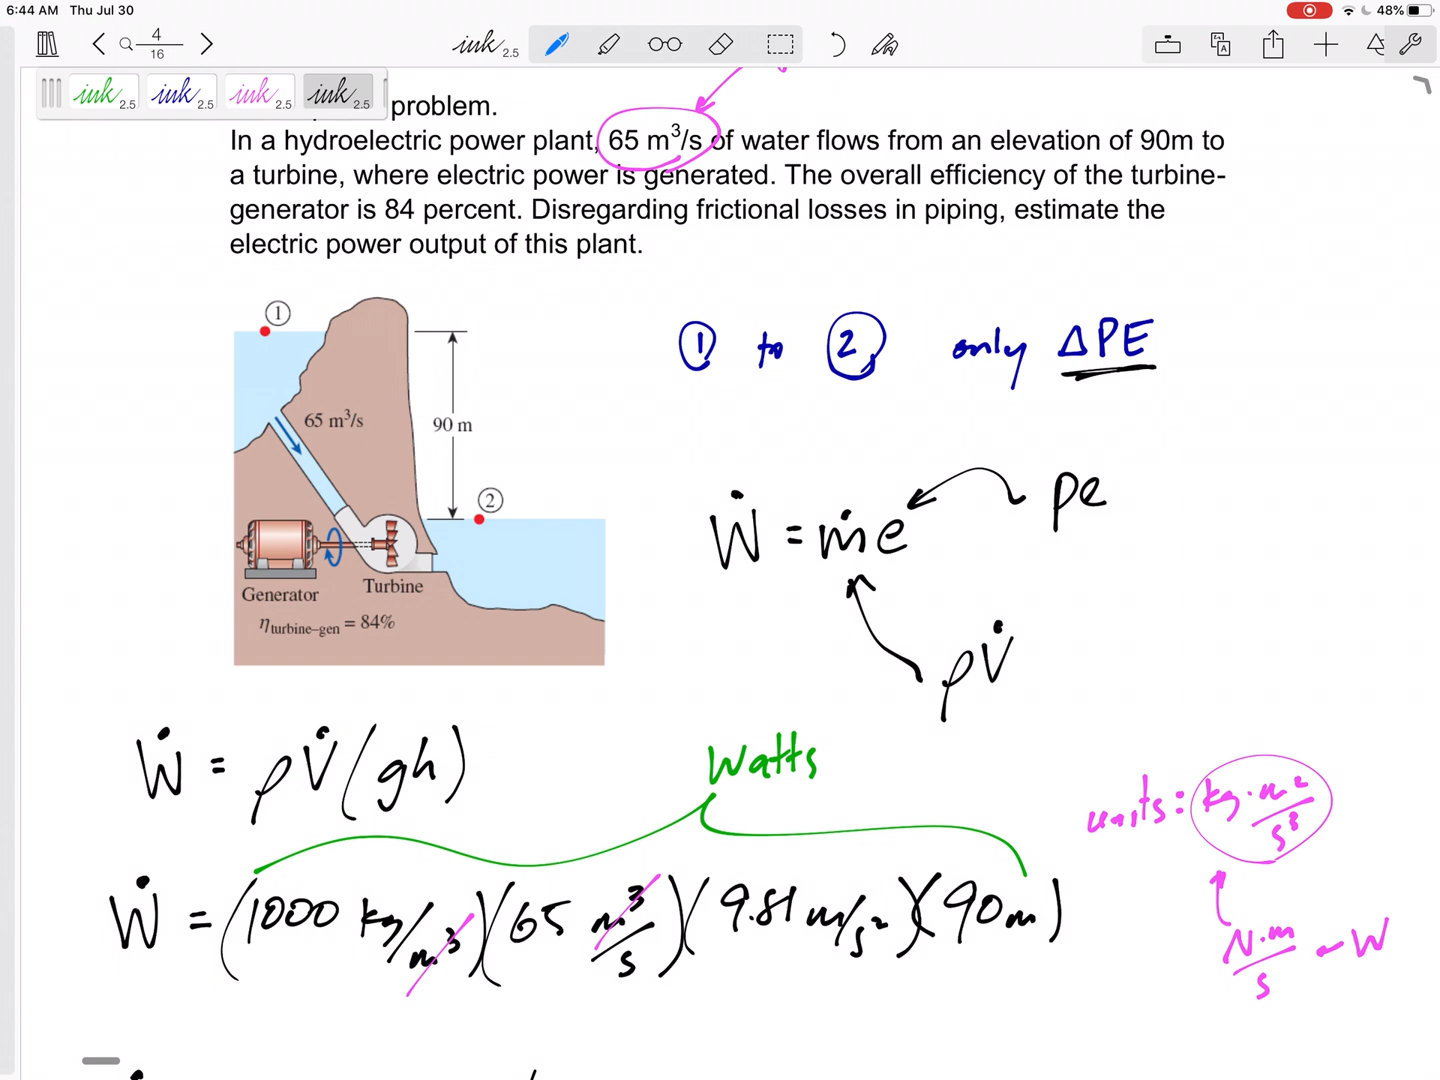 6:44 AM Thu Jul 30
48%
4
16
ink 2.5
ink 2.5
ink 2.5
ink 2.5
ink 2.5
problem.
In a hydroelectric power plant, 65 m³/s of water flows from an elevation of 90m to
a turbine, where electric power is generated. The overall efficiency of the turbine-
generator is 84 percent. Disregarding frictional losses in piping, estimate the
electric power output of this plant.
①
65 m³/s
90 m
②
Generator
Turbine
η turbine–gen = 84%
① to ② only ΔPE
Ẇ = ṁe
pe
ρV̇
Ẇ = ρV̇(gh)
Watts
units: kg·m²/s³
Ẇ = (1000 kg/m³)(65 m³/s)(9.81 m/s²)(90m)
N·m/s - W